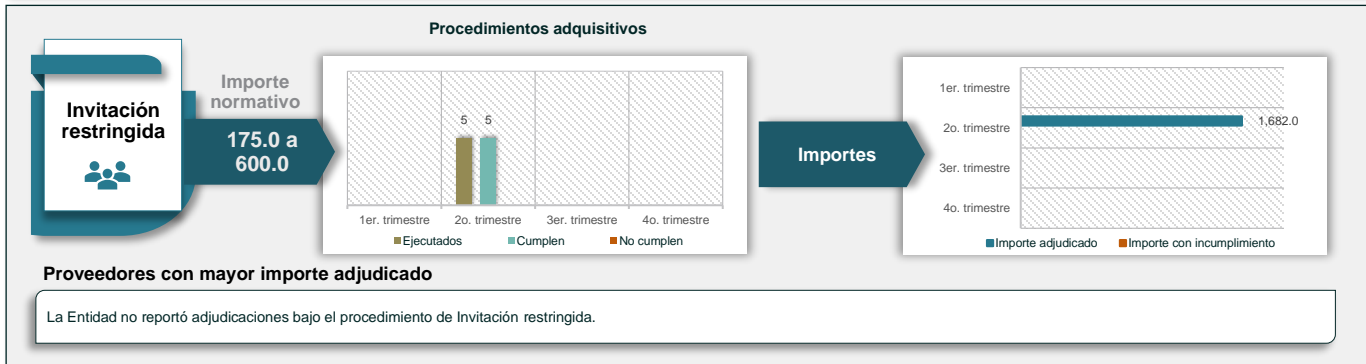 Procedimientos adquisitivos
Invitación
restringida
Importe
normativo
175.0 a
600.0
5 5
1er. trimestre 2o. trimestre 3er. trimestre 4o. trimestre
Ejecutados Cumplen No cumplen
Importes
1er. trimestre
2o. trimestre 1,682.0
3er. trimestre
4o. trimestre
Importe adjudicado Importe con incumplimiento
Proveedores con mayor importe adjudicado
La Entidad no reportó adjudicaciones bajo el procedimiento de Invitación restringida.